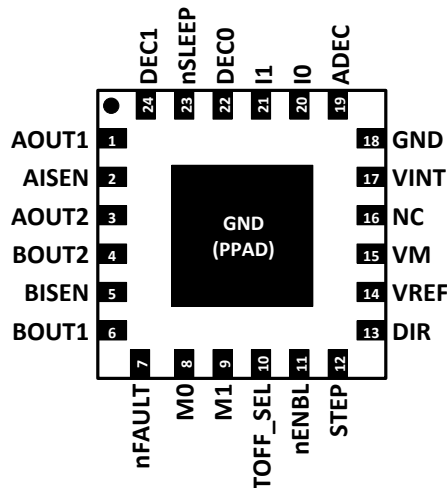 DEC1
nSLEEP
DEC0
I1
I0
ADEC
24
23
22
21
20
19
AOUT1 1
AISEN 2
AOUT2 3
BOUT2 4
BISEN 5
BOUT1 6
GND
(PPAD)
18 GND
17 VINT
16 NC
15 VM
14 VREF
13 DIR
7
8
9
10
11
12
nFAULT
M0
M1
TOFF_SEL
nENBL
STEP